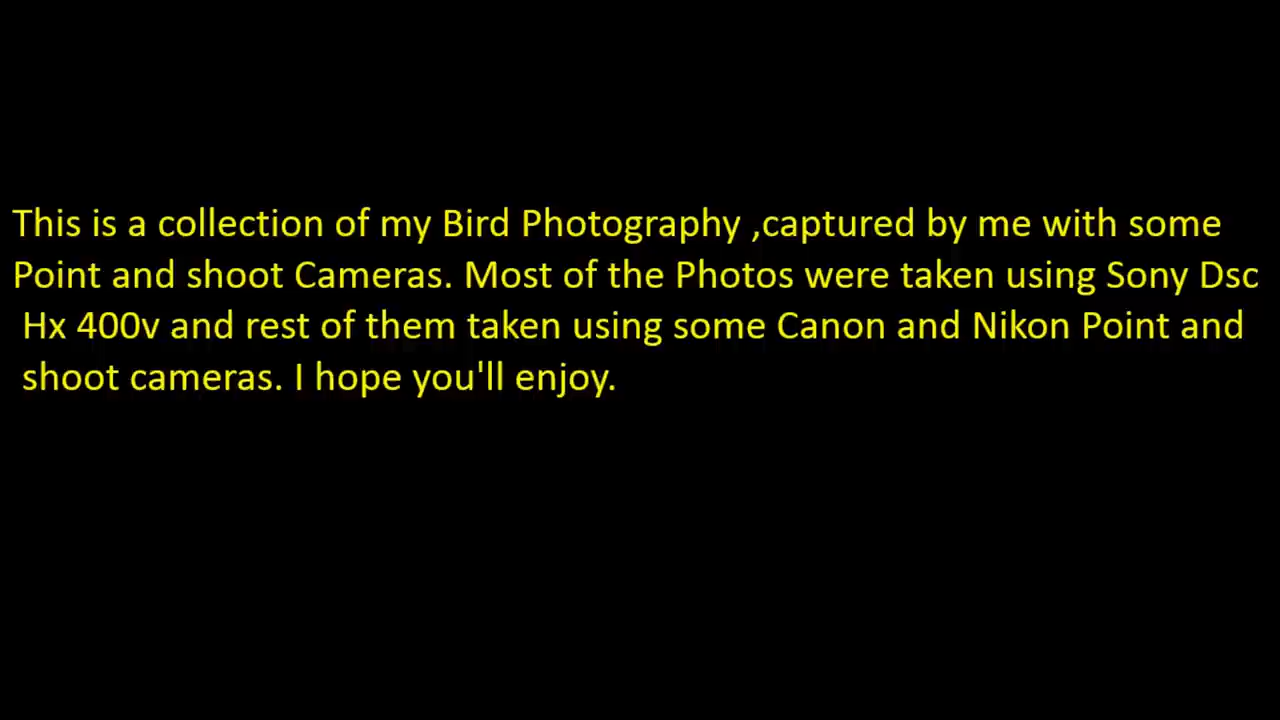 This is a collection of my Bird Photography ,captured by me with some
Point and shoot Cameras. Most of the Photos were taken using Sony Dsc
Hx 400v and rest of them taken using some Canon and Nikon Point and
shoot cameras. I hope you'll enjoy.